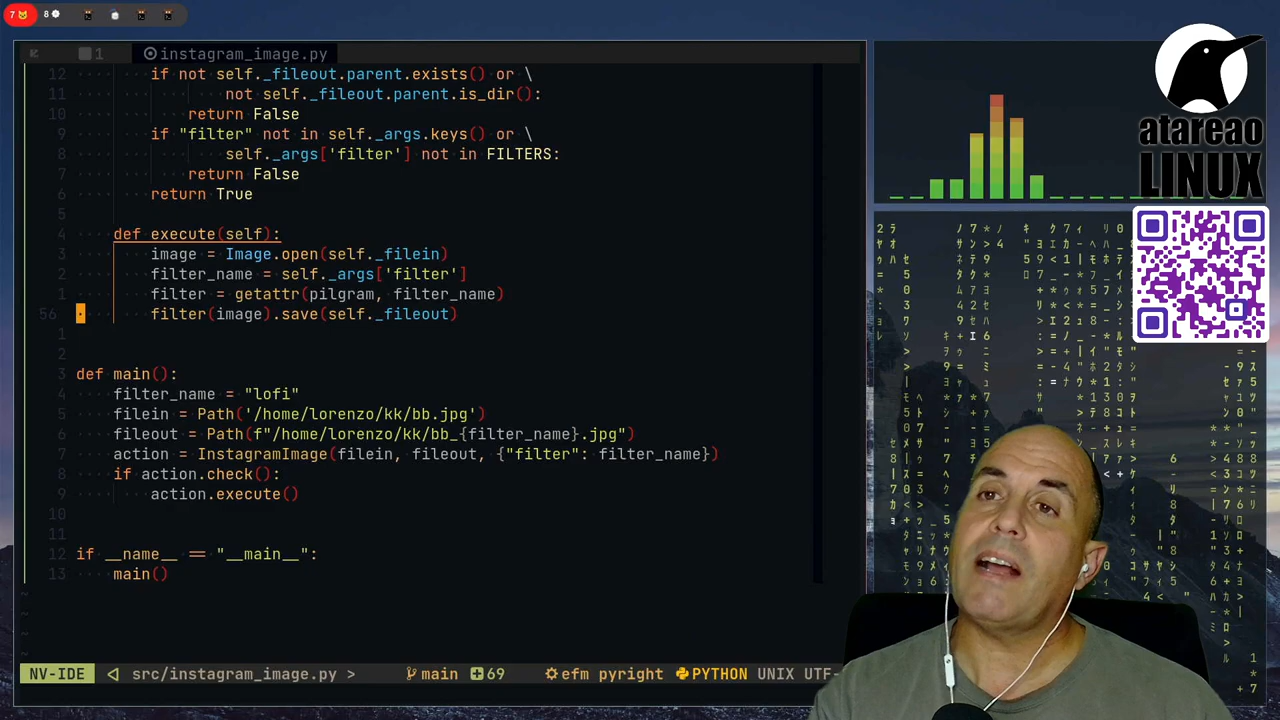 7 8
1 instagram_image.py
12 if not self._fileout.parent.exists() or \
11 not self._fileout.parent.is_dir():
10 return False
9 if "filter" not in self._args.keys() or \
8 self._args['filter'] not in FILTERS:
7 return False
6 return True
5
4 def execute(self):
3 image = Image.open(self._filein)
2 filter_name = self._args['filter']
1 filter = getattr(pilgram, filter_name)
56 filter(image).save(self._fileout)
1
2
3 def main():
4 filter_name = "lofi"
5 filein = Path('/home/lorenzo/kk/bb.jpg')
6 fileout = Path(f"/home/lorenzo/kk/bb_{filter_name}.jpg")
7 action = InstagramImage(filein, fileout, {"filter": filter_name})
8 if action.check():
9 action.execute()
10
11
12 if __name__ == "__main__":
13 main()
~
~
~
~
NV-IDE src/instagram_image.py > main 69 efm pyright PYTHON UNIX UTF-
atareao
LINUX